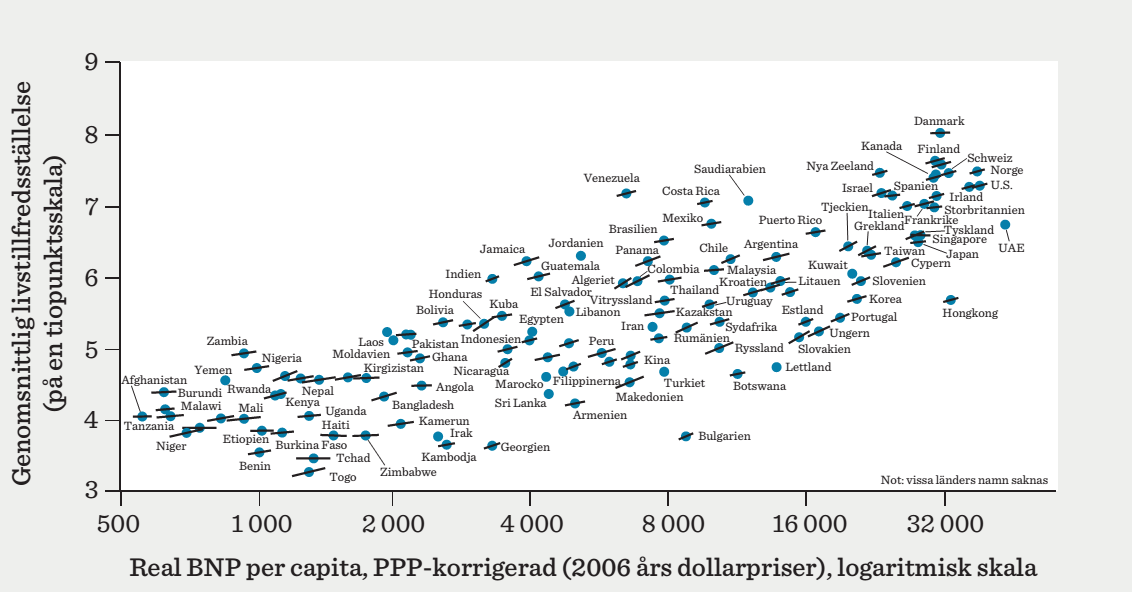 Genomsnittlig livstillfredsställelse
(på en tiopunktsskala)
9
8
7
6
5
4
3
Danmark
Kanada
Finland
Schweiz
Nya Zeeland
Norge
Saudiarabien
Venezuela
Israel
Spanien
U.S.
Costa Rica
Irland
Tjeckien
Italien
Storbritannien
Mexiko
Puerto Rico
Frankrike
Grekland
Tyskland
Brasilien
Singapore
UAE
Jordanien
Argentina
Jamaica
Panama
Chile
Taiwan
Japan
Guatemala
Kuwait
Cypern
Indien
Algeriet
Colombia
Malaysia
Kroatien
Litauen
Slovenien
El Salvador
Thailand
Honduras
Vitryssland
Uruguay
Korea
Kuba
Libanon
Kazakstan
Estland
Hongkong
Bolivia
Egypten
Iran
Sydafrika
Portugal
Zambia
Laos
Pakistan
Indonesien
Peru
Rumänien
Ungern
Moldavien
Ghana
Ryssland
Slovakien
Nigeria
Kina
Yemen
Kirgizistan
Nicaragua
Lettland
Afghanistan
Burundi
Rwanda
Nepal
Angola
Marocko
Filippinerna
Turkiet
Botswana
Malawi
Mali
Kenya
Bangladesh
Sri Lanka
Makedonien
Tanzania
Uganda
Armenien
Haiti
Kamerun
Niger
Etiopien
Burkina Faso
Irak
Bulgarien
Georgien
Benin
Tchad
Kambodja
Togo
Zimbabwe
Not: vissa länders namn saknas
500
1 000
2 000
4 000
8 000
16 000
32 000
Real BNP per capita, PPP-korrigerad (2006 års dollarpriser), logaritmisk skala